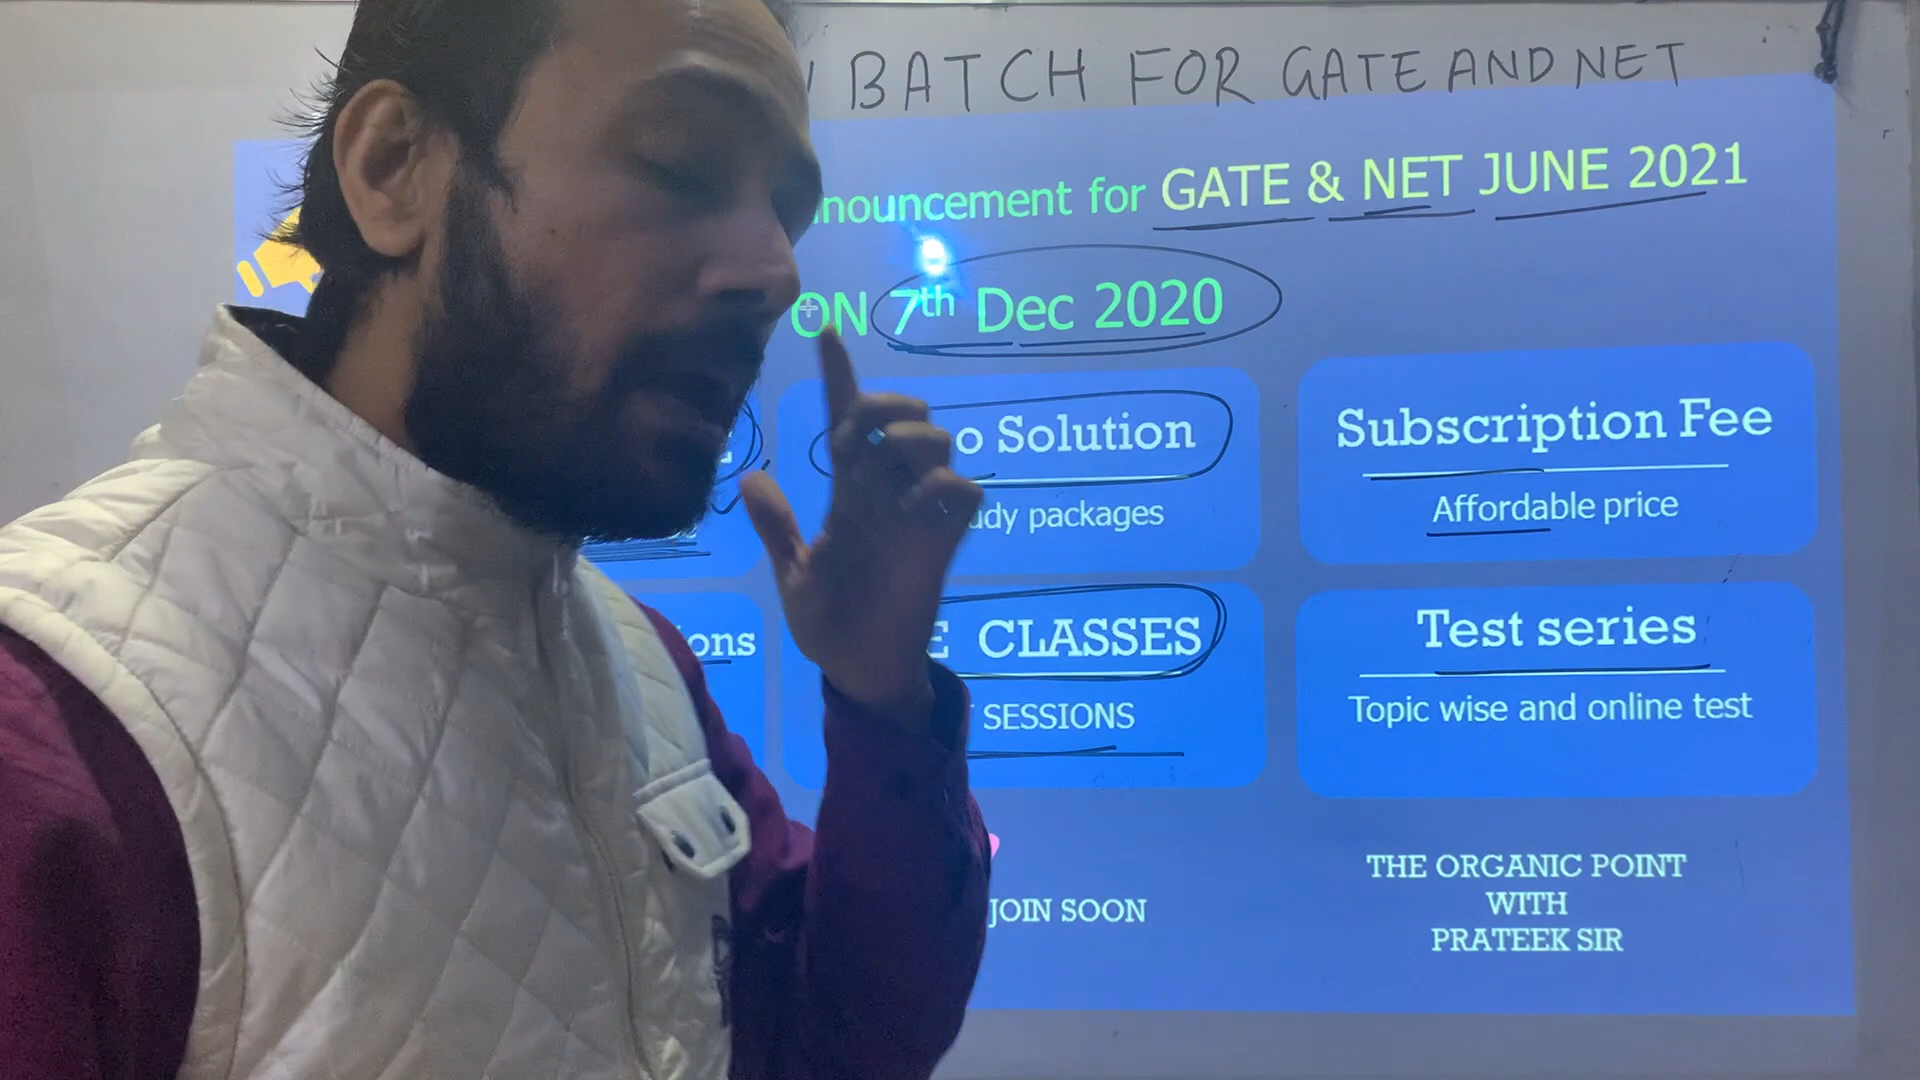 BATCH FOR GATE AND NET
nouncement for GATE & NET JUNE 2021
ON 7th Dec 2020
o Solution
udy packages
Subscription Fee
Affordable price
ons
E CLASSES
SESSIONS
Test series
Topic wise and online test
JOIN SOON
THE ORGANIC POINT
WITH
PRATEEK SIR